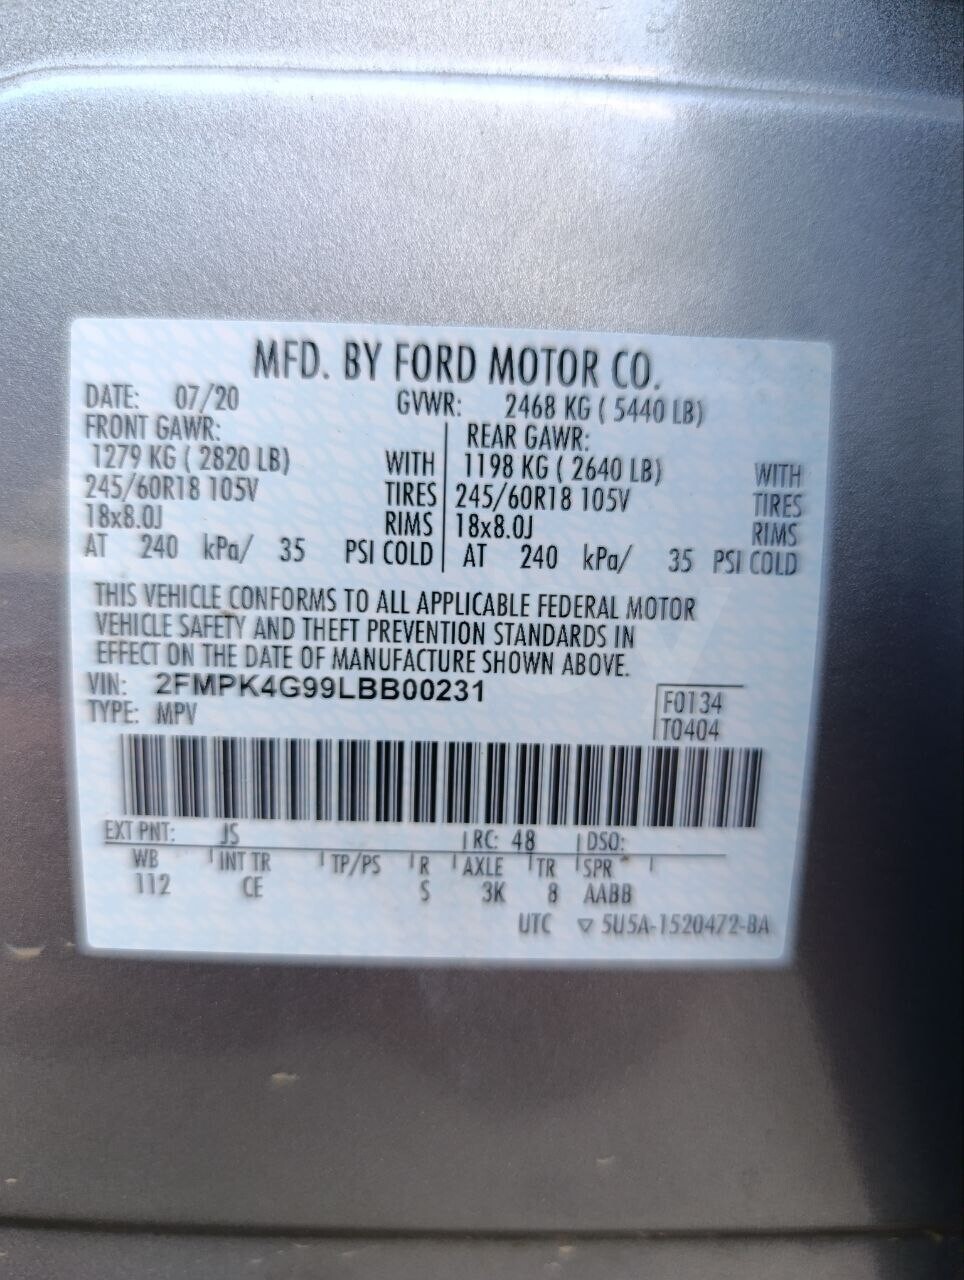 MFD. BY FORD MOTOR CO.
DATE: 07/20 GVWR: 2468 KG ( 5440 LB)
FRONT GAWR: REAR GAWR:
1279 KG ( 2820 LB) WITH 1198 KG ( 2640 LB) WITH
245/60R18 105V TIRES 245/60R18 105V TIRES
18x8.0J RIMS 18x8.0J RIMS
AT 240 kPa/ 35 PSI COLD AT 240 kPa/ 35 PSI COLD
THIS VEHICLE CONFORMS TO ALL APPLICABLE FEDERAL MOTOR
VEHICLE SAFETY AND THEFT PREVENTION STANDARDS IN
EFFECT ON THE DATE OF MANUFACTURE SHOWN ABOVE.
VIN: 2FMPK4G99LBB00231
TYPE: MPV
F0134
T0404
EXT PNT: JS RC: 48 DSO:
WB INT TR TP/PS R AXLE TR SPR
112 CE S 3K 8 AABB
UTC ▽ 5U5A-1520472-BA